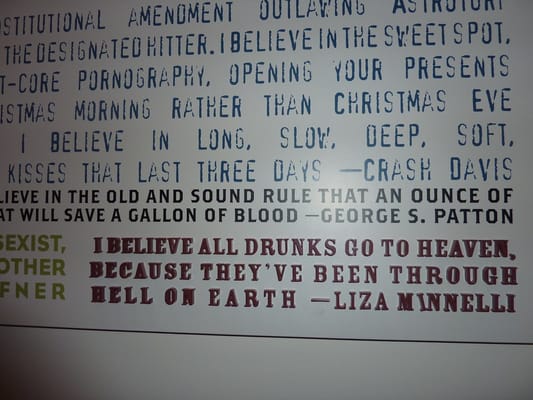 OUTLAWING ASTROTURF
AMENDMENT
THE DESIGNATED HITTER. I BELIEVE IN THE SWEET SPOT,
T-CORE PORNOGRAPHY, OPENING YOUR PRESENTS
ISTMAS MORNING RATHER THAN CHRISTMAS EVE
I BELIEVE IN LONG, SLOW, DEEP, SOFT,
KISSES THAT LAST THREE DAYS —CRASH DAVIS
LIEVE IN THE OLD AND SOUND RULE THAT AN OUNCE OF
AT WILL SAVE A GALLON OF BLOOD —GEORGE S. PATTON
SEXIST,
OTHER
FNER
I BELIEVE ALL DRUNKS GO TO HEAVEN,
BECAUSE THEY'VE BEEN THROUGH
HELL ON EARTH —LIZA MINNELLI